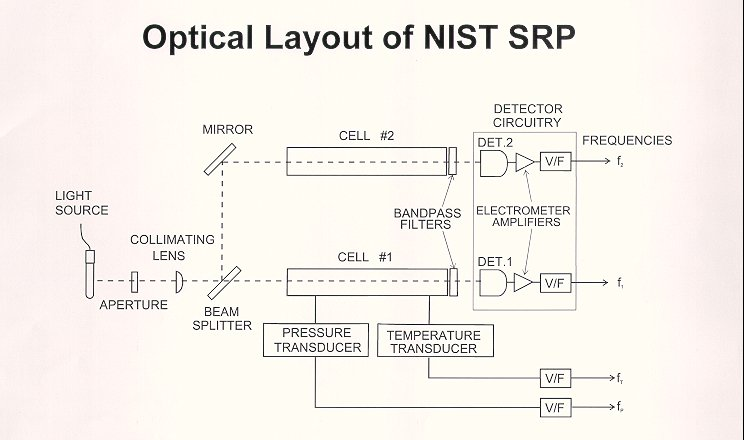 Optical Layout of NIST SRP
DETECTOR
CIRCUITRY
MIRROR
CELL #2
DET.2
FREQUENCIES
V/F
f₂
LIGHT
SOURCE
BANDPASS
FILTERS
ELECTROMETER
AMPLIFIERS
COLLIMATING
LENS
CELL #1
DET.1
V/F
f₁
APERTURE
BEAM
SPLITTER
PRESSURE
TRANSDUCER
TEMPERATURE
TRANSDUCER
V/F
fₜ
V/F
fₚ